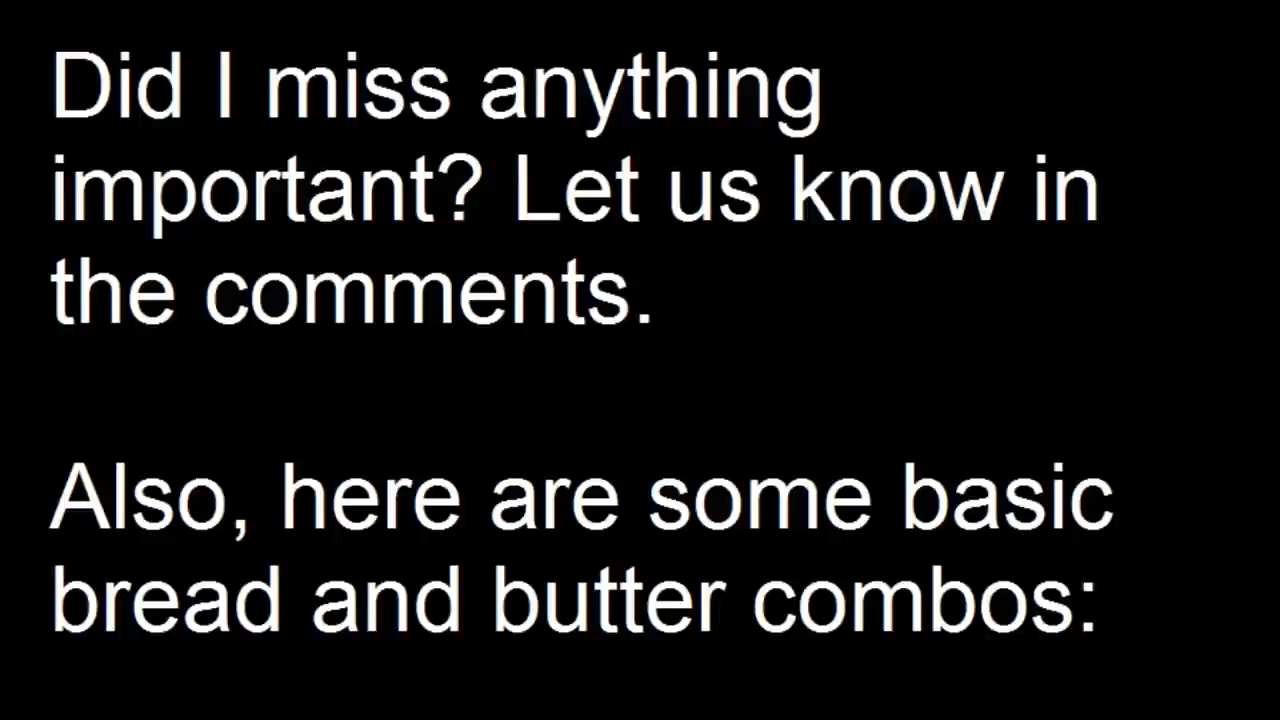 Did I miss anything
important? Let us know in
the comments.
Also, here are some basic
bread and butter combos: